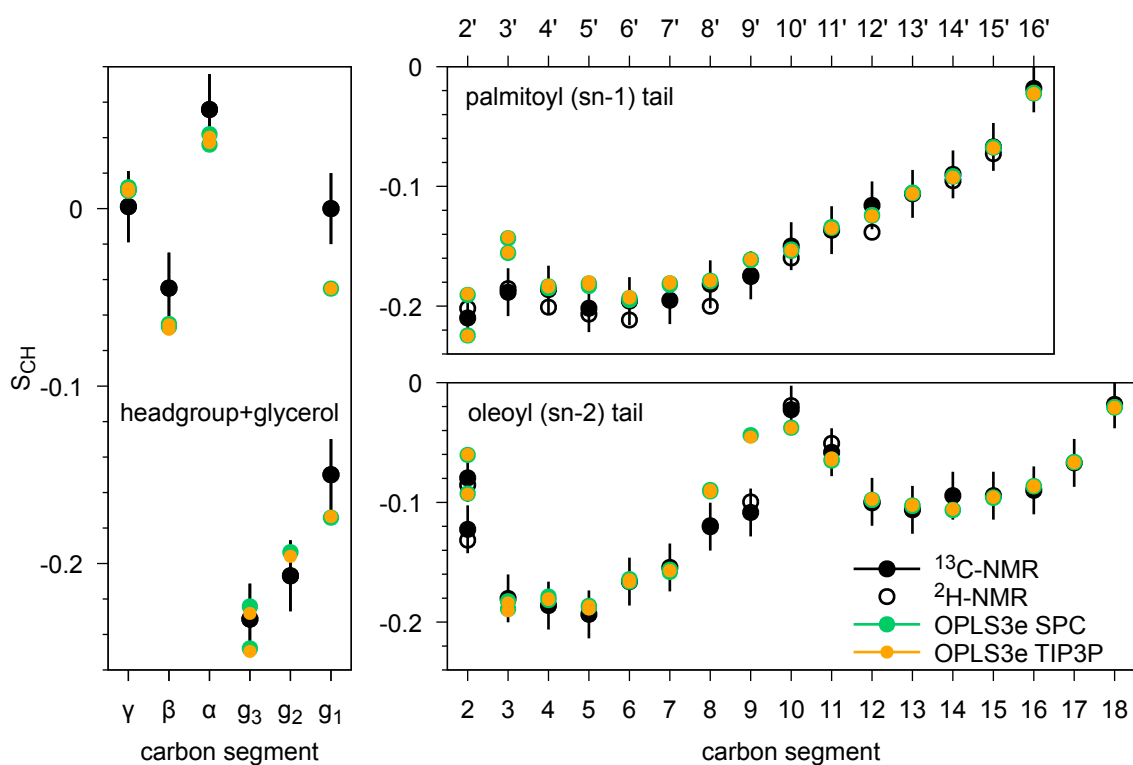 2' 3' 4' 5' 6' 7' 8' 9' 10' 11' 12' 13' 14' 15' 16'
0
-0.1
-0.2
S_CH
headgroup+glycerol
γ β α g₃ g₂ g₁
carbon segment
0
-0.1
-0.2
palmitoyl (sn-1) tail
0
-0.1
-0.2
oleoyl (sn-2) tail
¹³C-NMR
²H-NMR
OPLS3e SPC
OPLS3e TIP3P
2 3 4 5 6 7 8 9 10 11 12 13 14 15 16 17 18
carbon segment